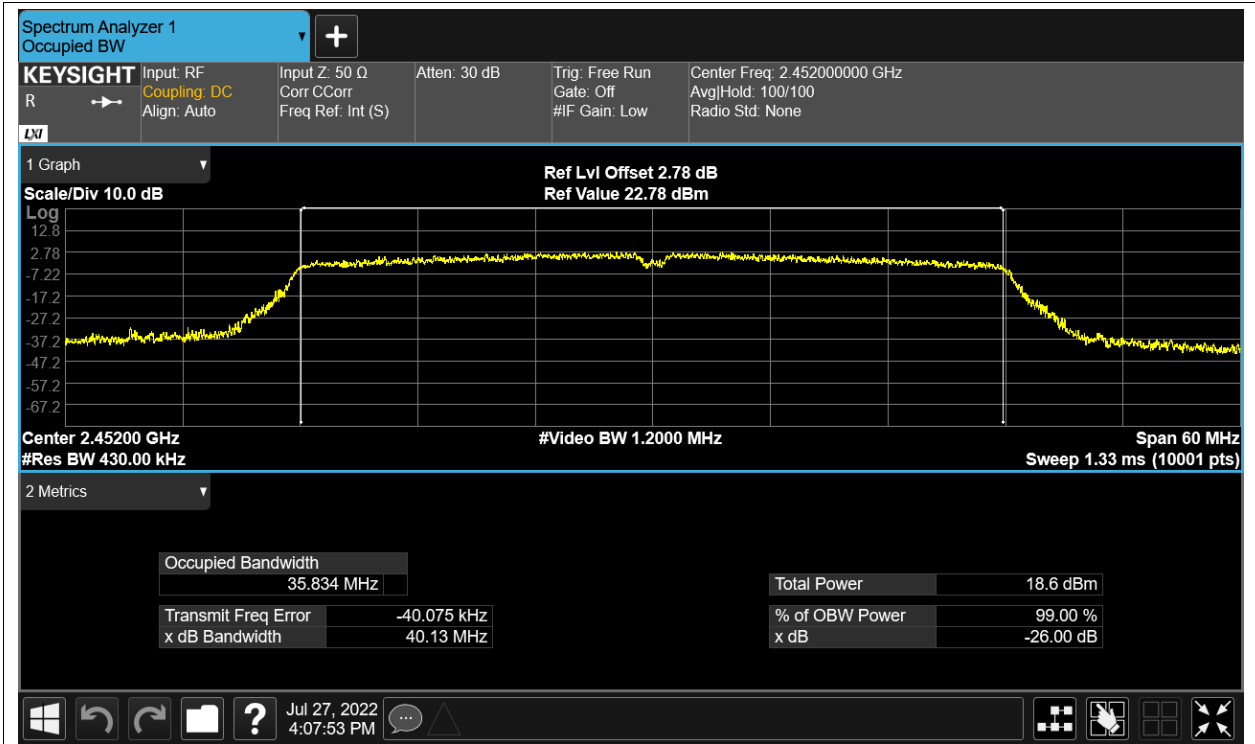 Spectrum Analyzer 1
Occupied BW
KEYSIGHT
R
LXI
Input: RF
Coupling: DC
Align: Auto
Input Z: 50 Ω
Corr CCorr
Freq Ref: Int (S)
Atten: 30 dB
Trig: Free Run
Gate: Off
#IF Gain: Low
Center Freq: 2.452000000 GHz
Avg|Hold: 100/100
Radio Std: None
1 Graph
Scale/Div 10.0 dB
Ref Lvl Offset 2.78 dB
Ref Value 22.78 dBm
Log
12.8
2.78
-7.22
-17.2
-27.2
-37.2
-47.2
-57.2
-67.2
Center 2.45200 GHz
#Res BW 430.00 kHz
#Video BW 1.2000 MHz
Span 60 MHz
Sweep 1.33 ms (10001 pts)
2 Metrics
Occupied Bandwidth
35.834 MHz
Transmit Freq Error -40.075 kHz
x dB Bandwidth 40.13 MHz
Total Power 18.6 dBm
% of OBW Power 99.00 %
x dB -26.00 dB
?
Jul 27, 2022
4:07:53 PM